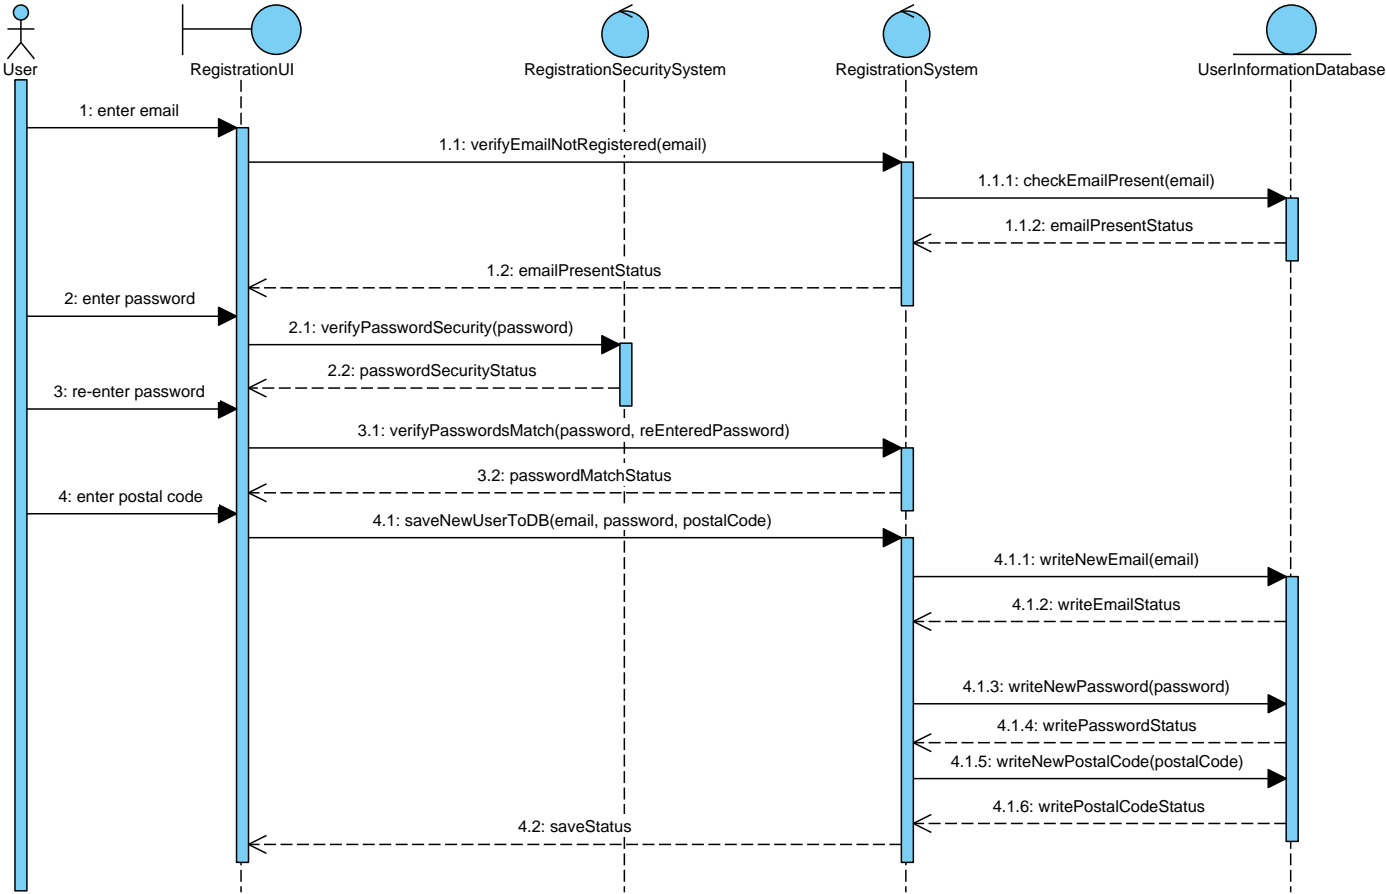 User
RegistrationUI
RegistrationSecuritySystem
RegistrationSystem
UserInformationDatabase
1: enter email
1.1: verifyEmailNotRegistered(email)
1.1.1: checkEmailPresent(email)
1.1.2: emailPresentStatus
1.2: emailPresentStatus
2: enter password
2.1: verifyPasswordSecurity(password)
2.2: passwordSecurityStatus
3: re-enter password
3.1: verifyPasswordsMatch(password, reEnteredPassword)
3.2: passwordMatchStatus
4: enter postal code
4.1: saveNewUserToDB(email, password, postalCode)
4.1.1: writeNewEmail(email)
4.1.2: writeEmailStatus
4.1.3: writeNewPassword(password)
4.1.4: writePasswordStatus
4.1.5: writeNewPostalCode(postalCode)
4.1.6: writePostalCodeStatus
4.2: saveStatus